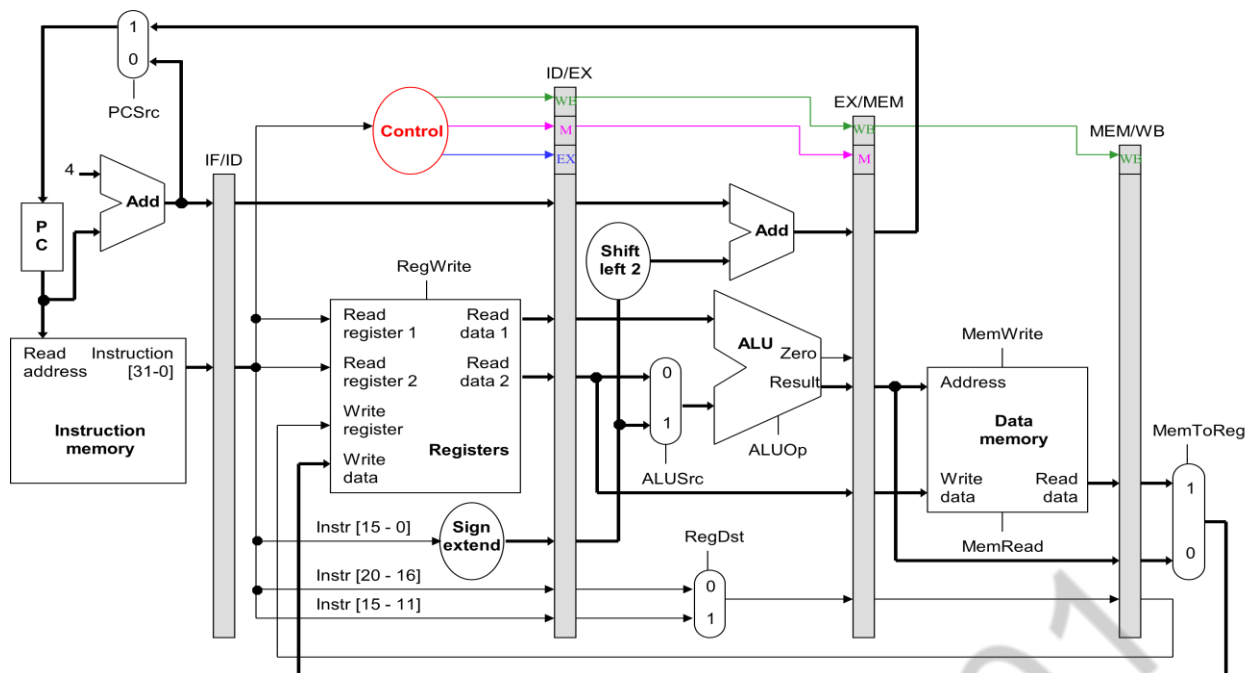 1
0
PCSrc
ID/EX
EX/MEM
MEM/WB
WB
M
EX
WB
M
WB
Control
IF/ID
4
Add
P
C
Add
Shift
left 2
RegWrite
Read
address
Instruction
[31-0]
Instruction
memory
Read
register 1
Read
data 1
Read
register 2
Read
data 2
Write
register
Write
data
Registers
0
1
ALUSrc
ALU
Zero
Result
ALUOp
MemWrite
Address
Data
memory
Write
data
Read
data
MemRead
MemToReg
1
0
Instr [15 - 0]
Sign
extend
RegDst
0
1
Instr [20 - 16]
Instr [15 - 11]